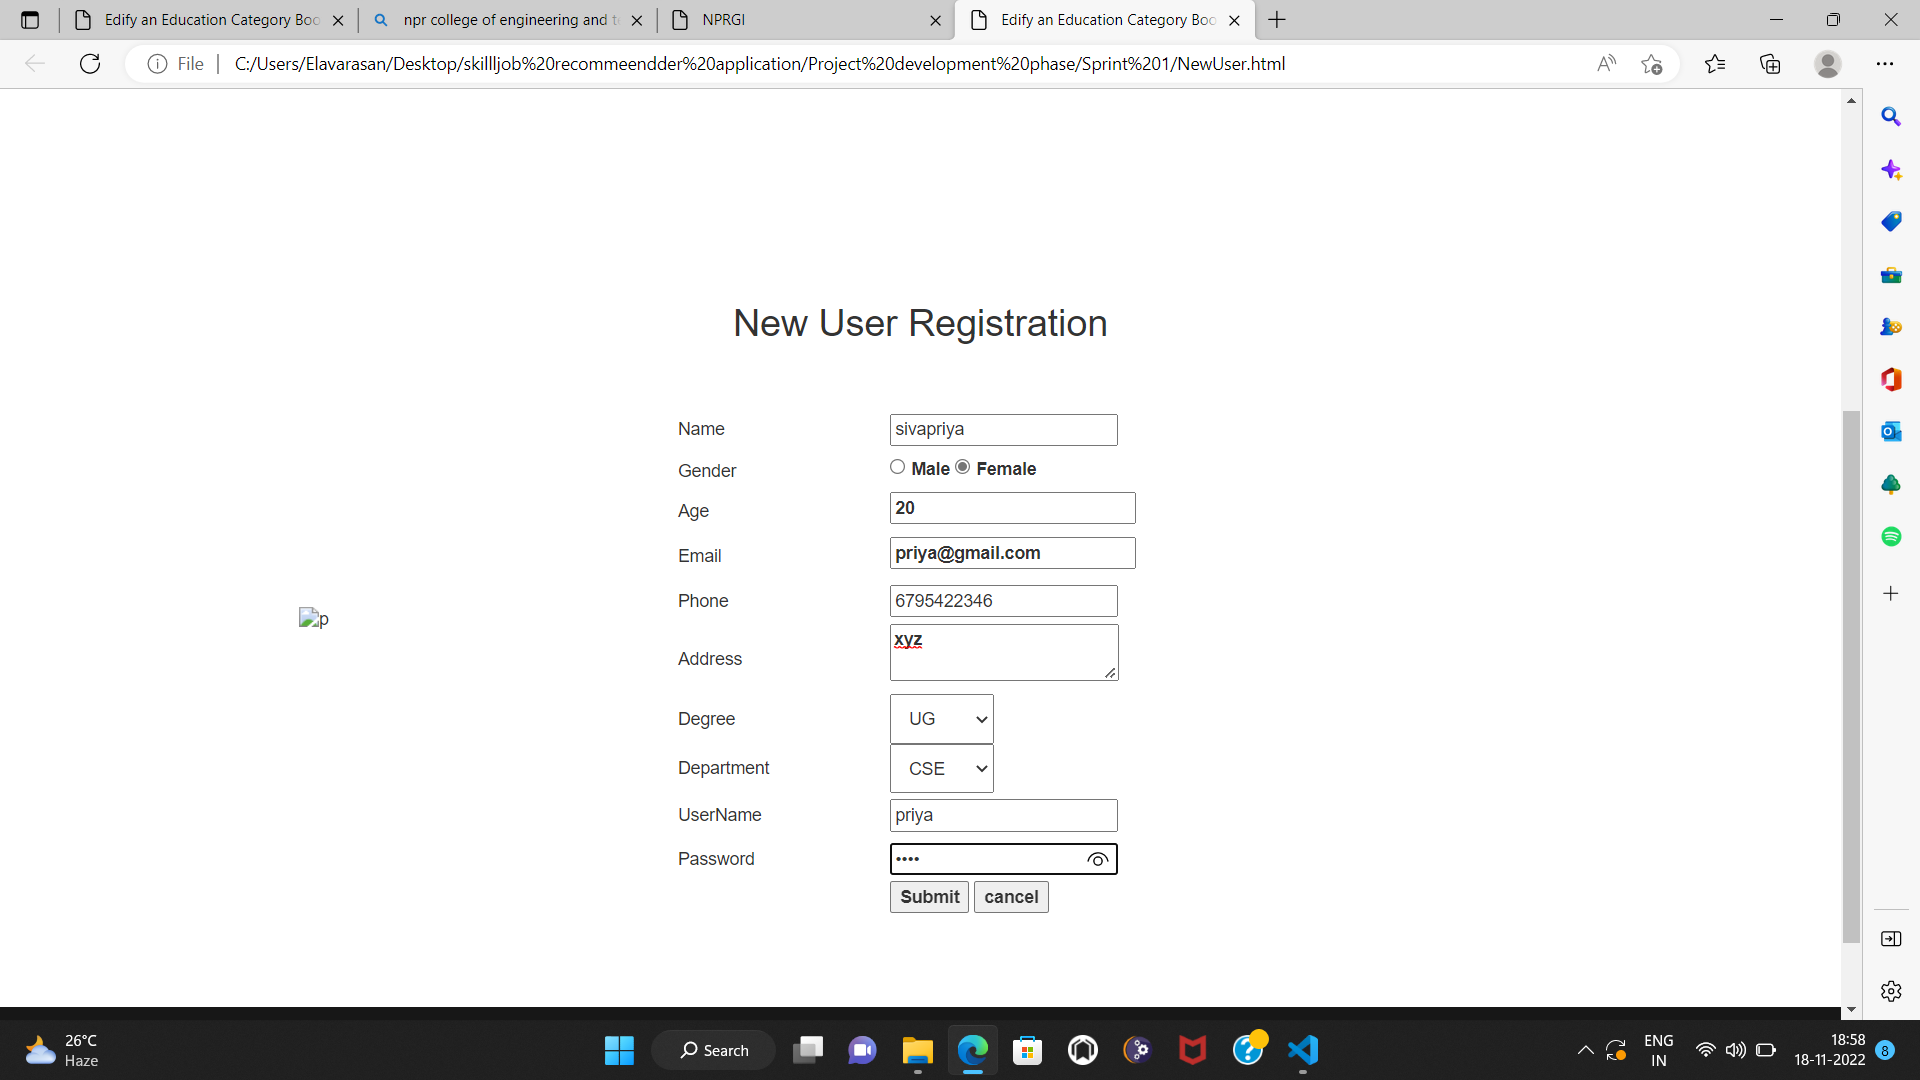 Edify an Education Category Boo
npr college of engineering and te
NPRGI
Edify an Education Category Boo
File
C:/Users/Elavarasan/Desktop/skillljob%20recommeendder%20application/Project%20development%20phase/Sprint%201/NewUser.html
New User Registration
Name sivapriya
Gender Male Female
Age 20
Email priya@gmail.com
p
Phone 6795422346
Address xyz
Degree UG
Department CSE
UserName priya
Password ••••
Submit cancel
26°C
Haze
Search
ENG
IN
18:58
18-11-2022
8